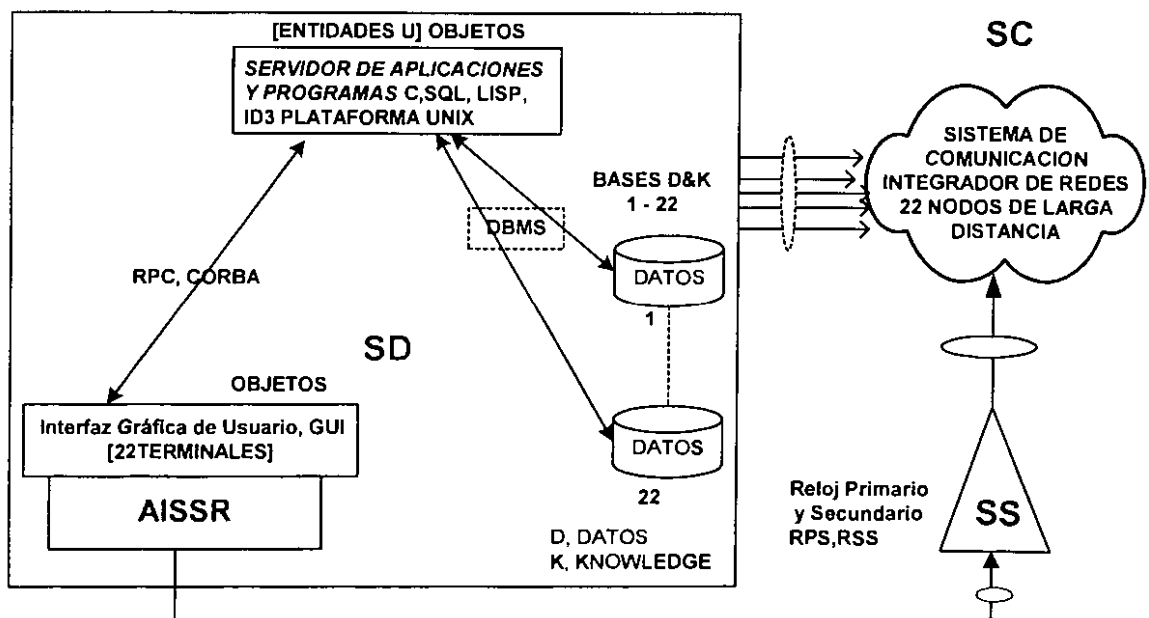 [ENTIDADES U] OBJETOS
SERVIDOR DE APLICACIONES
Y PROGRAMAS C,SQL, LISP,
ID3 PLATAFORMA UNIX
BASES D&K
1 - 22
DBMS
RPC, CORBA
DATOS
1
SD
OBJETOS
Interfaz Gráfica de Usuario, GUI
[22TERMINALES]
AISSR
DATOS
22
D, DATOS
K, KNOWLEDGE
SC
SISTEMA DE
COMUNICACION
INTEGRADOR DE REDES
22 NODOS DE LARGA
DISTANCIA
Reloj Primario
y Secundario
RPS,RSS
SS